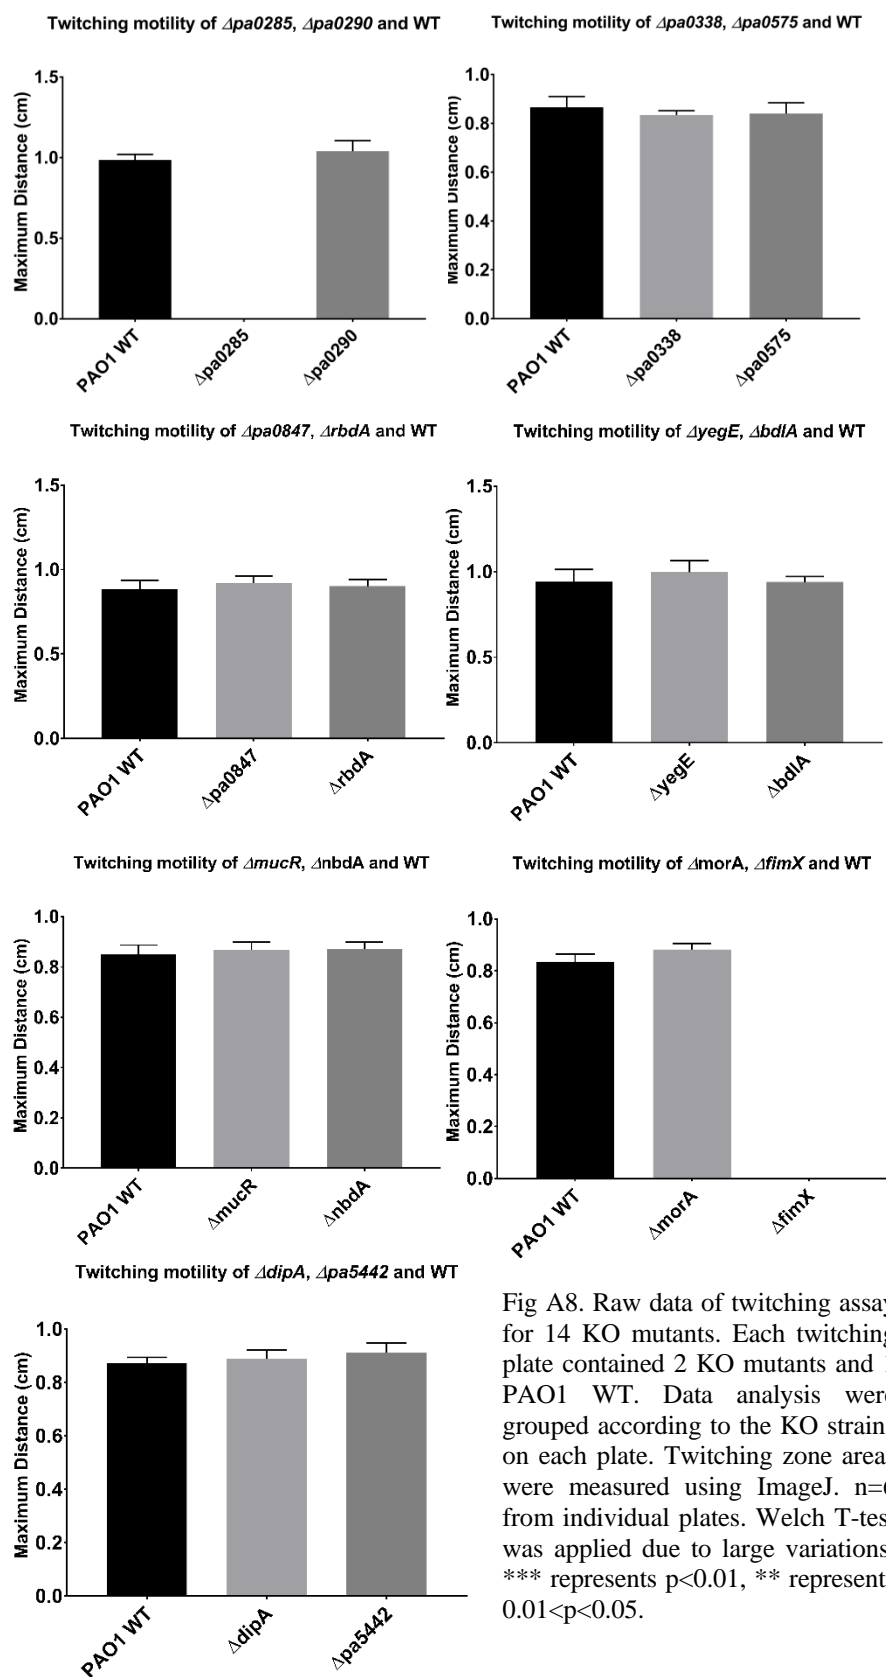 Twitching motility of Δpa0285, Δpa0290 and WT
Maximum Distance (cm)
1.5
1.0
0.5
0.0
PAO1 WT
Δpa0285
Δpa0290
Twitching motility of Δpa0338, Δpa0575 and WT
Maximum Distance (cm)
1.0
0.8
0.6
0.4
0.2
0.0
PAO1 WT
Δpa0338
Δpa0575
Twitching motility of Δpa0847, ΔrbdA and WT
Maximum Distance (cm)
1.5
1.0
0.5
0.0
PAO1 WT
Δpa0847
ΔrbdA
Twitching motility of ΔyegE, ΔbdlA and WT
Maximum Distance (cm)
1.5
1.0
0.5
0.0
PAO1 WT
ΔyegE
ΔbdlA
Twitching motility of ΔmucR, ΔnbdA and WT
Maximum Distance (cm)
1.0
0.8
0.6
0.4
0.2
0.0
PAO1 WT
ΔmucR
ΔnbdA
Twitching motility of ΔmorA, ΔfimX and WT
Maximum Distance (cm)
1.0
0.8
0.6
0.4
0.2
0.0
PAO1 WT
ΔmorA
ΔfimX
Twitching motility of ΔdipA, Δpa5442 and WT
Maximum Distance (cm)
1.0
0.8
0.6
0.4
0.2
0.0
PAO1 WT
ΔdipA
Δpa5442
Fig A8. Raw data of twitching assay
for 14 KO mutants. Each twitching
plate contained 2 KO mutants and
PAO1 WT. Data analysis were
grouped according to the KO strain
on each plate. Twitching zone area
were measured using ImageJ. n=6
from individual plates. Welch T-tes
was applied due to large variations
*** represents p<0.01, ** represent
0.01<p<0.05.